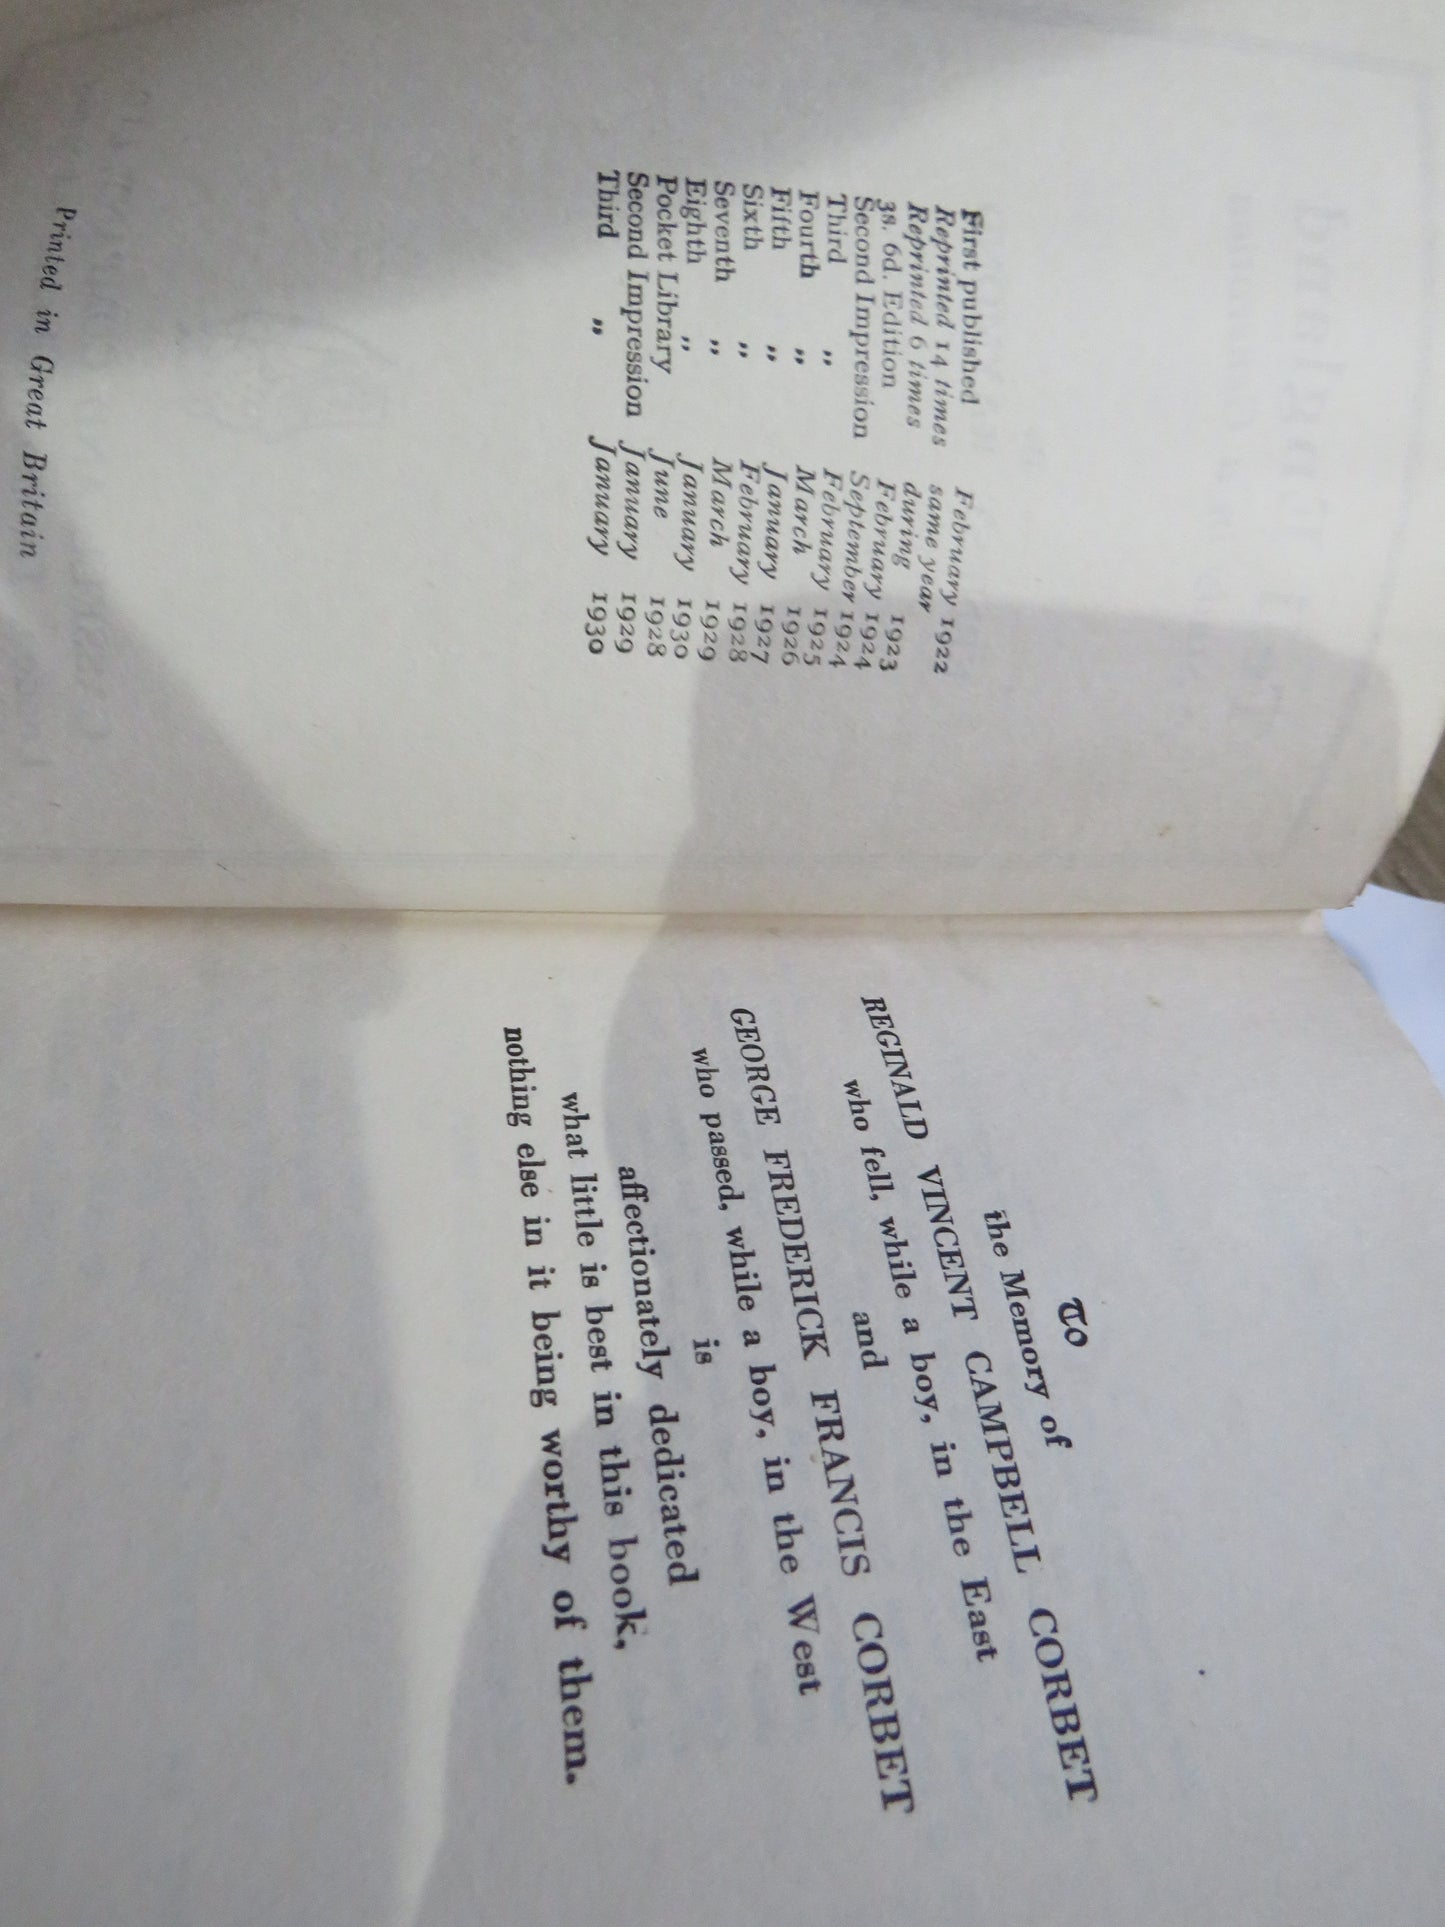 First published February 1922
Reprinted 14 times same year
Reprinted 6 times during 1923
3s. 6d. Edition February 1924
Second Impression September 1924
Third „ February 1925
Fourth „ March 1926
Fifth „ January 1927
Sixth „ February 1928
Seventh „ March 1929
Eighth „ January 1930
Pocket Library June 1928
Second Impression January 1929
Third „ January 1930
Printed in Great Britain
To
the Memory of
REGINALD VINCENT CAMPBELL CORBET
who fell, while a boy, in the East
and
GEORGE FREDERICK FRANCIS CORBET
who passed, while a boy, in the West
is
affectionately dedicated
what little is best in this book,
nothing else in it being worthy of them.